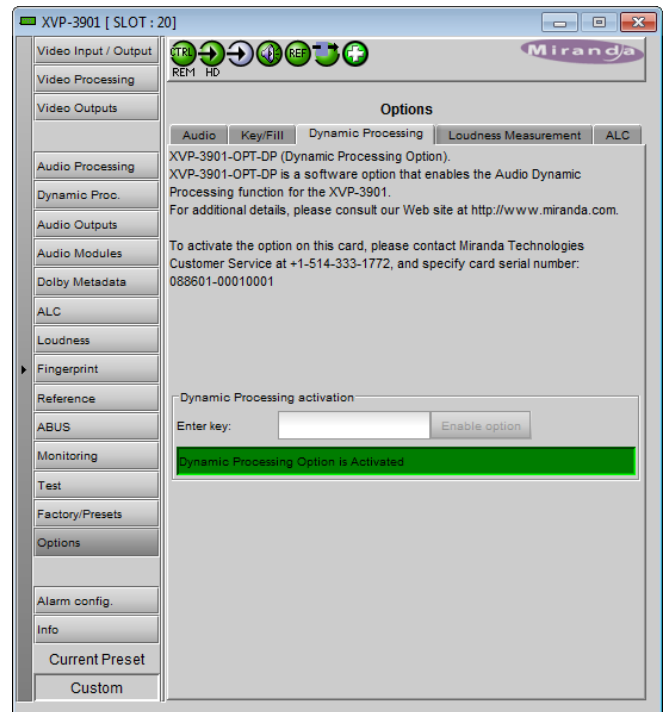 XVP-3901 [ SLOT : 20]
Video Input / Output
Video Processing
Video Outputs
Audio Processing
Dynamic Proc.
Audio Outputs
Audio Modules
Dolby Metadata
ALC
Loudness
Fingerprint
Reference
ABUS
Monitoring
Test
Factory/Presets
Options
Alarm config.
Info
Current Preset
Custom
CTRL
REF
REM HD
Miranda
Options
Audio Key/Fill Dynamic Processing Loudness Measurement ALC
XVP-3901-OPT-DP (Dynamic Processing Option).
XVP-3901-OPT-DP is a software option that enables the Audio Dynamic
Processing function for the XVP-3901.
For additional details, please consult our Web site at http://www.miranda.com.
To activate the option on this card, please contact Miranda Technologies
Customer Service at +1-514-333-1772, and specify card serial number:
088601-00010001
Dynamic Processing activation
Enter key:
Enable option
Dynamic Processing Option is Activated